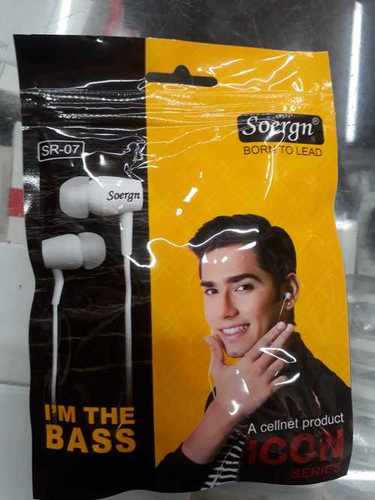 SR-07
Soergn
Soergn®
BORN TO LEAD
I'M THE
BASS
A cellnet product
iCON
SERIES